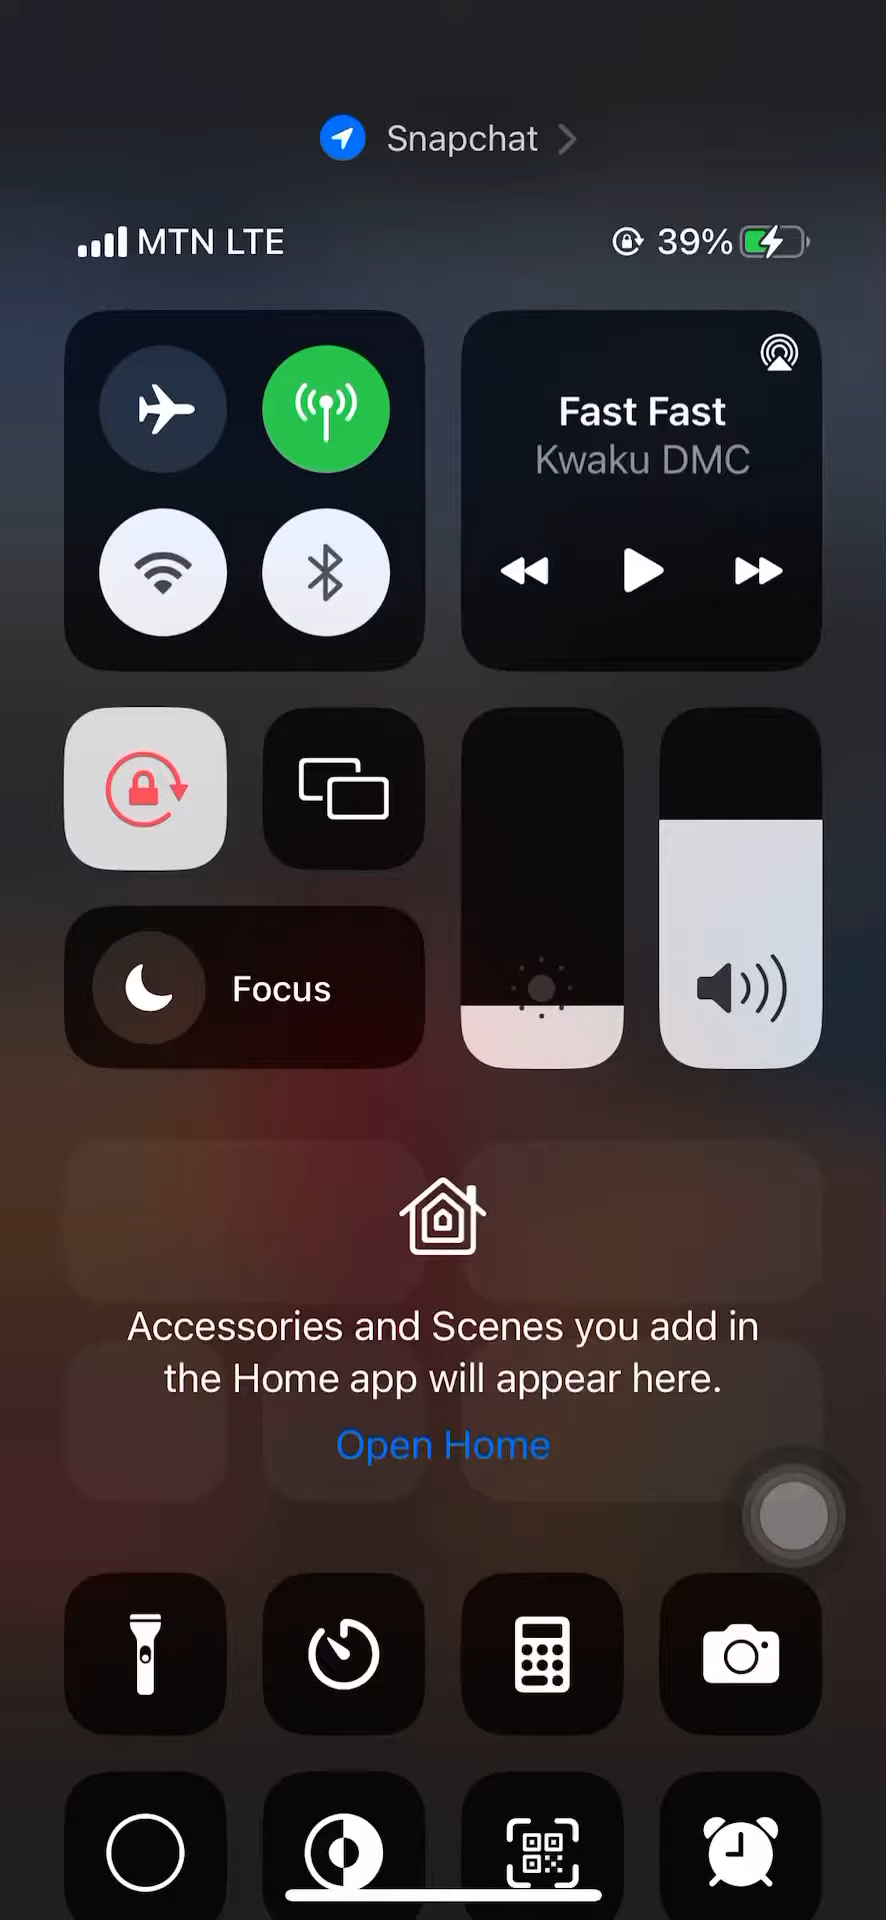 Snapchat
MTN LTE
39%
Fast Fast
Kwaku DMC
Focus
Accessories and Scenes you add in
the Home app will appear here.
Open Home